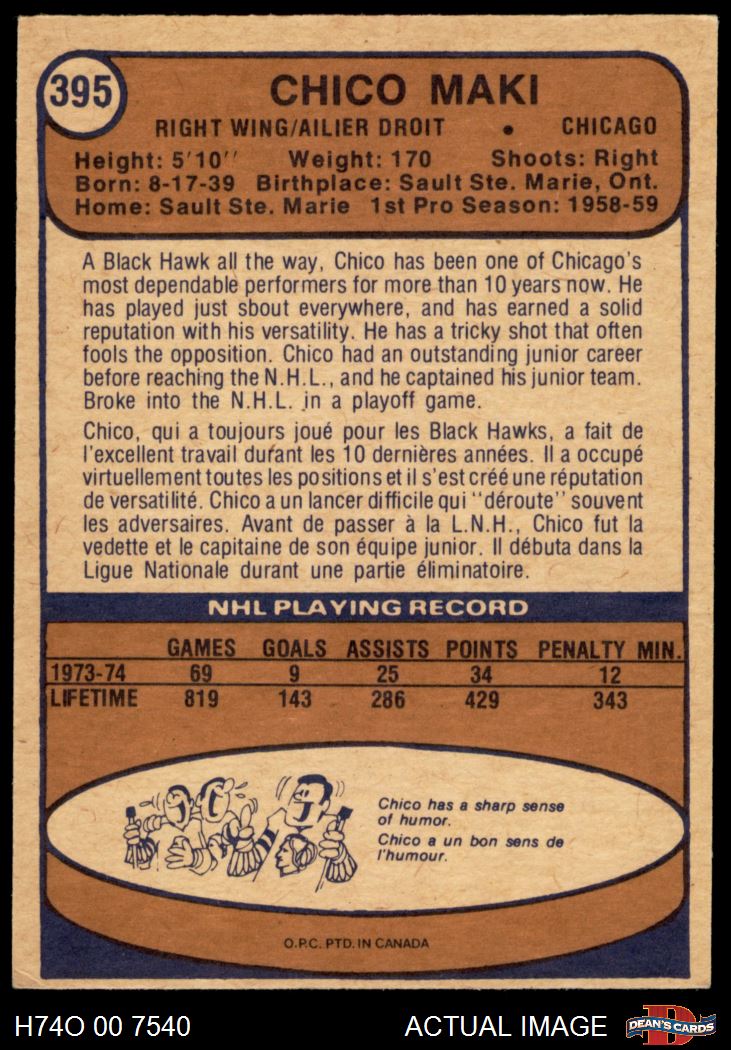 395
CHICO MAKI
RIGHT WING/AILIER DROIT • CHICAGO
Height: 5'10'' Weight: 170 Shoots: Right
Born: 8-17-39 Birthplace: Sault Ste. Marie, Ont.
Home: Sault Ste. Marie 1st Pro Season: 1958-59
A Black Hawk all the way, Chico has been one of Chicago's
most dependable performers for more than 10 years now. He
has played just sbout everywhere, and has earned a solid
reputation with his versatility. He has a tricky shot that often
fools the opposition. Chico had an outstanding junior career
before reaching the N.H.L., and he captained his junior team.
Broke into the N.H.L. in a playoff game.
Chico, qui a toujours joué pour les Black Hawks, a fait de
l'excellent travail durant les 10 dernières années. Il a occupé
virtuellement toutes les positions et il s'est créé une réputation
de versatilité. Chico a un lancer difficile qui "déroute" souvent
les adversaires. Avant de passer à la L.N.H., Chico fut la
vedette et le capitaine de son équipe junior. Il débuta dans la
Ligue Nationale durant une partie éliminatoire.
NHL PLAYING RECORD
GAMES GOALS ASSISTS POINTS PENALTY MIN.
1973-74 69 9 25 34 12
LIFETIME 819 143 286 429 343
Chico has a sharp sense
of humor.
Chico a un bon sens de
l'humour.
O.P.C. PTD. IN CANADA
H74O 00 7540 ACTUAL IMAGE
D
DEAN'S CARDS